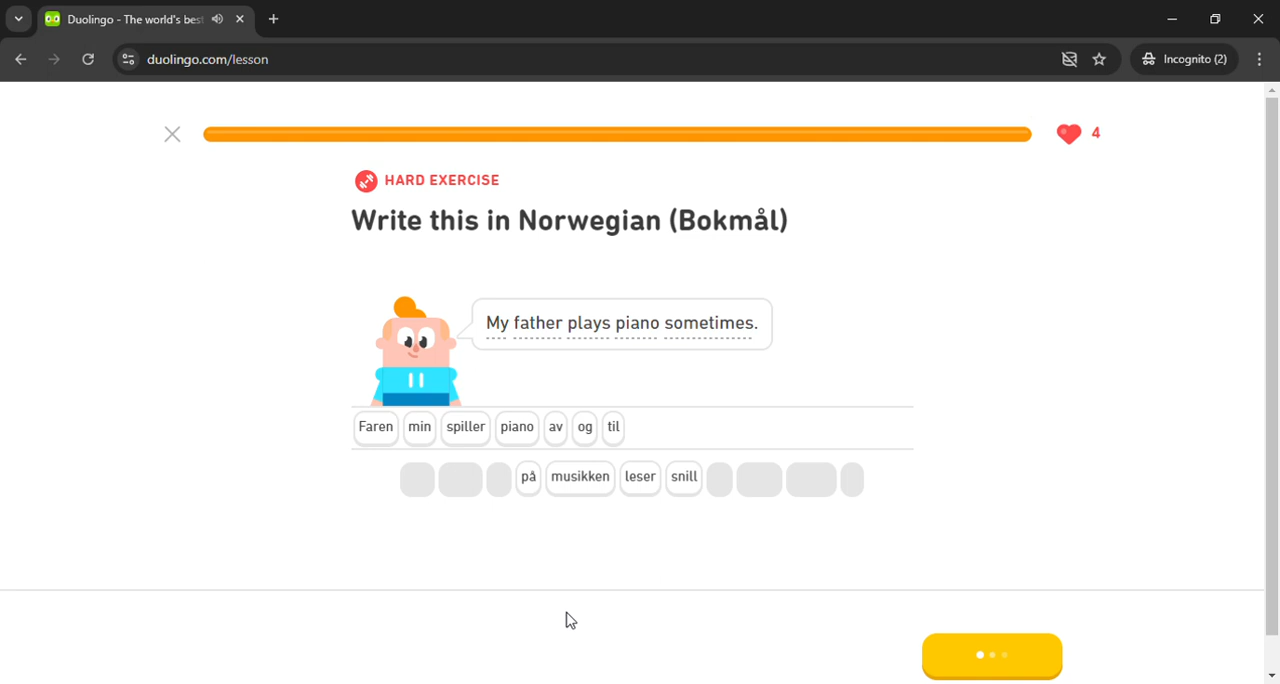 Duolingo - The world's best
duolingo.com/lesson
Incognito (2)
4
HARD EXERCISE
Write this in Norwegian (Bokmål)
My father plays piano sometimes.
Faren min spiller piano av og til
på musikken leser snill